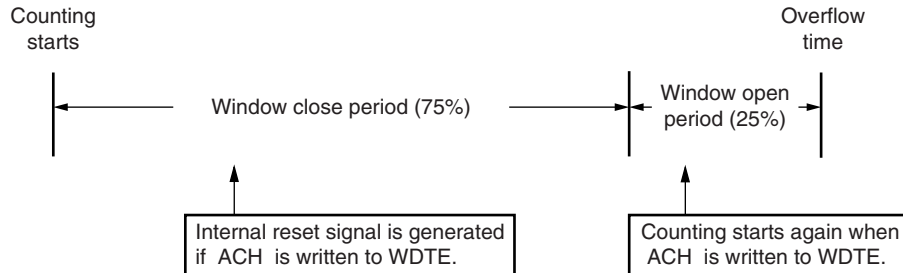 Counting
starts
Overflow
time
Window close period (75%)
Window open
period (25%)
Internal reset signal is generated
if ACH is written to WDTE.
Counting starts again when
ACH is written to WDTE.